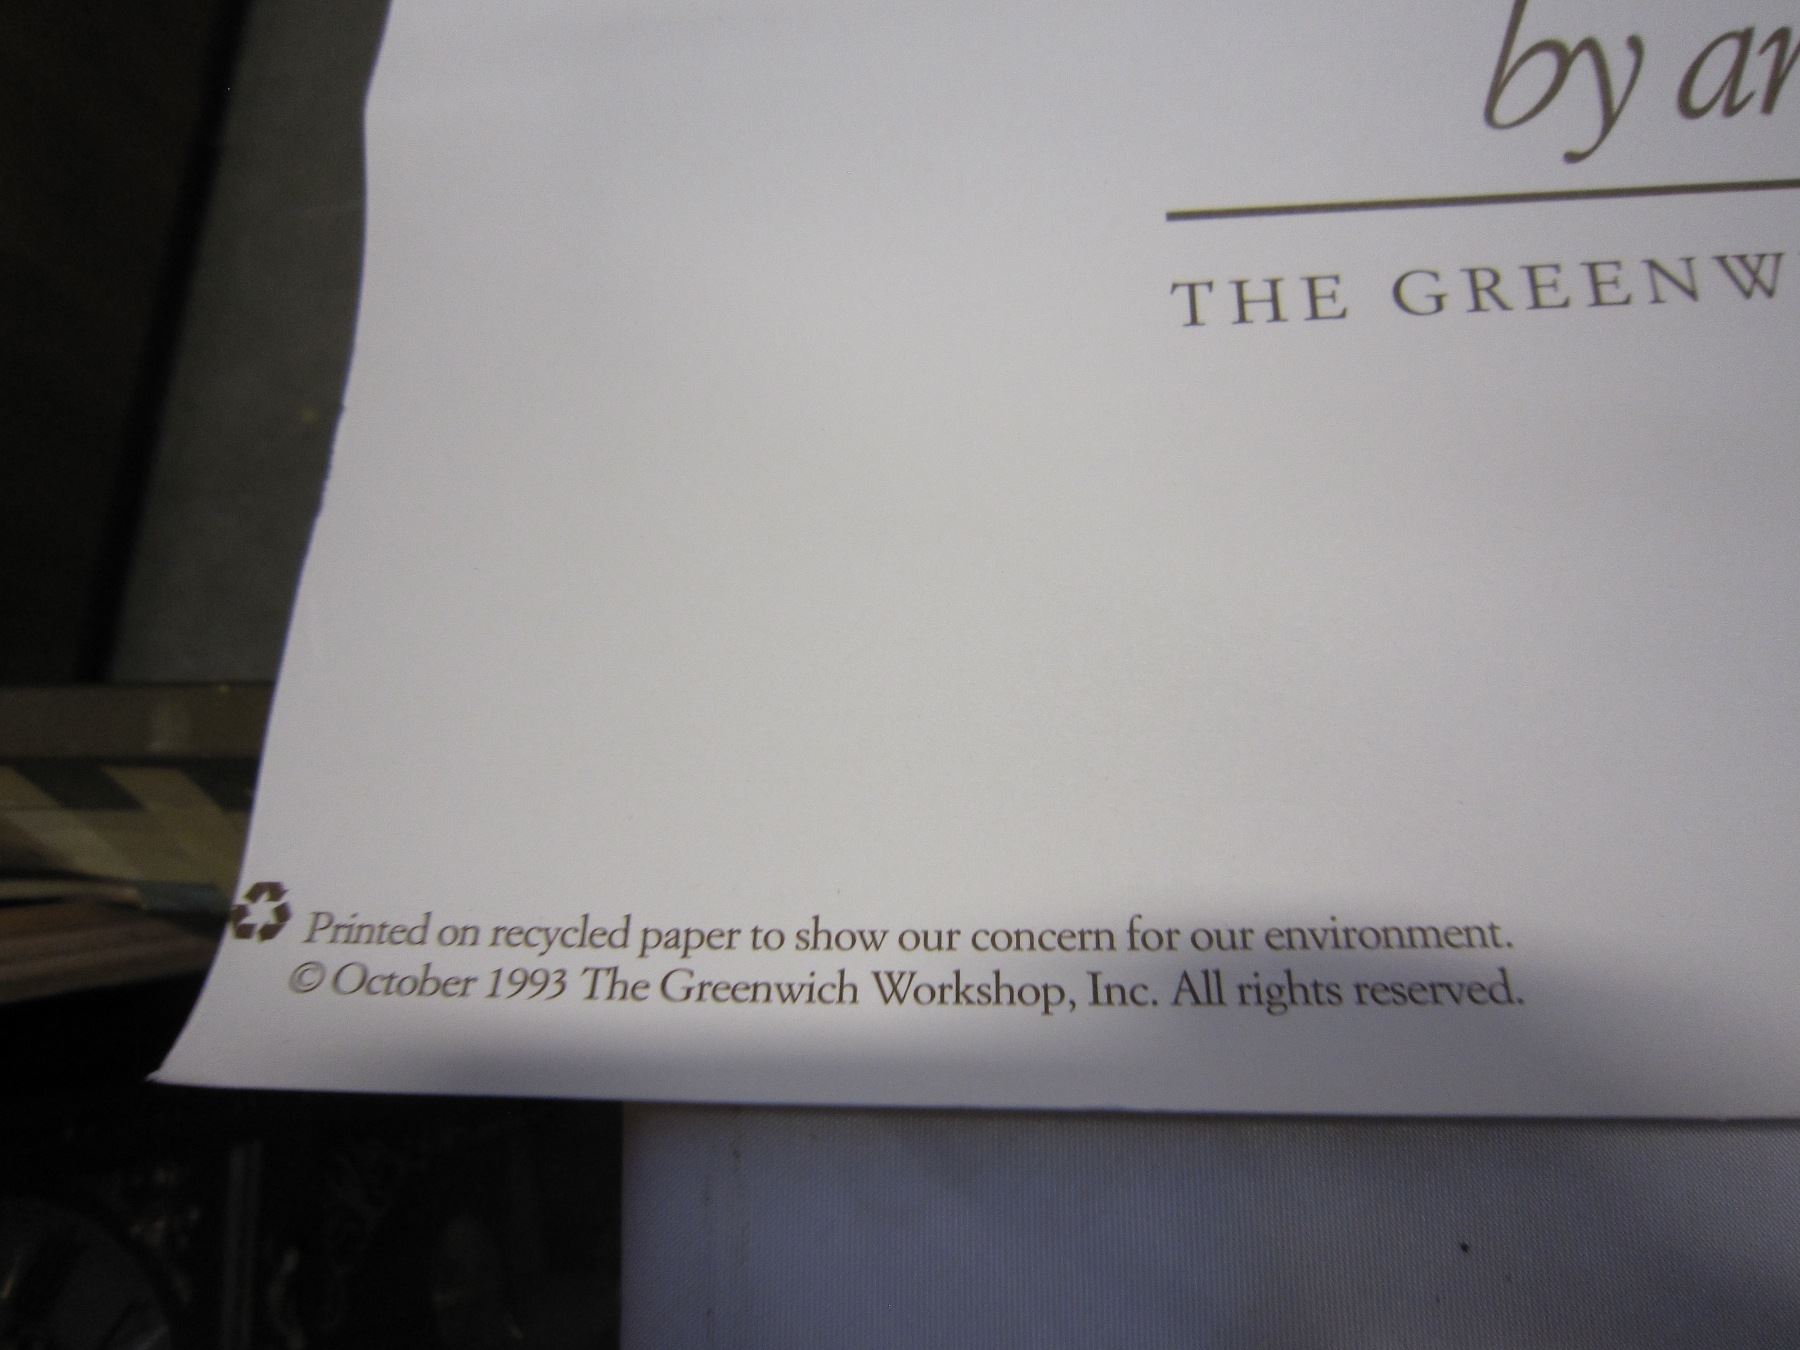 by ar
THE GREENW
Printed on recycled paper to show our concern for our environment.
© October 1993 The Greenwich Workshop, Inc. All rights reserved.